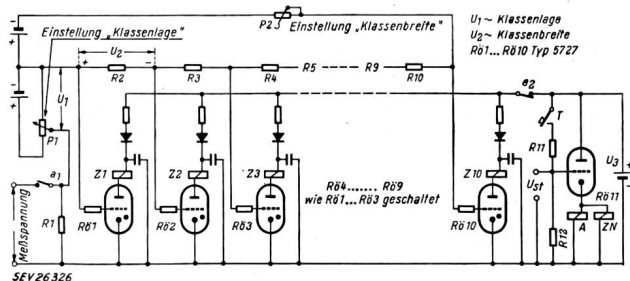 P2
Einstellung „Klassenbreite"
U1 ~ Klassenlage
U2 ~ Klassenbreite
Rö1...Rö10 Typ 5727
Einstellung „Klassenlage"
+ U2 −
R2 R3 R4 R5 R9 R10
U1
P1
a1
a2
T
R11
U3
Z1 Z2 Z3 Z10
Rö4....... Rö9
wie Rö1...Rö3 geschaltet
Ust
Rö11
Meßspannung
R1
Rö1 Rö2 Rö3 Rö10
R12
A
ZN
SEV 26326